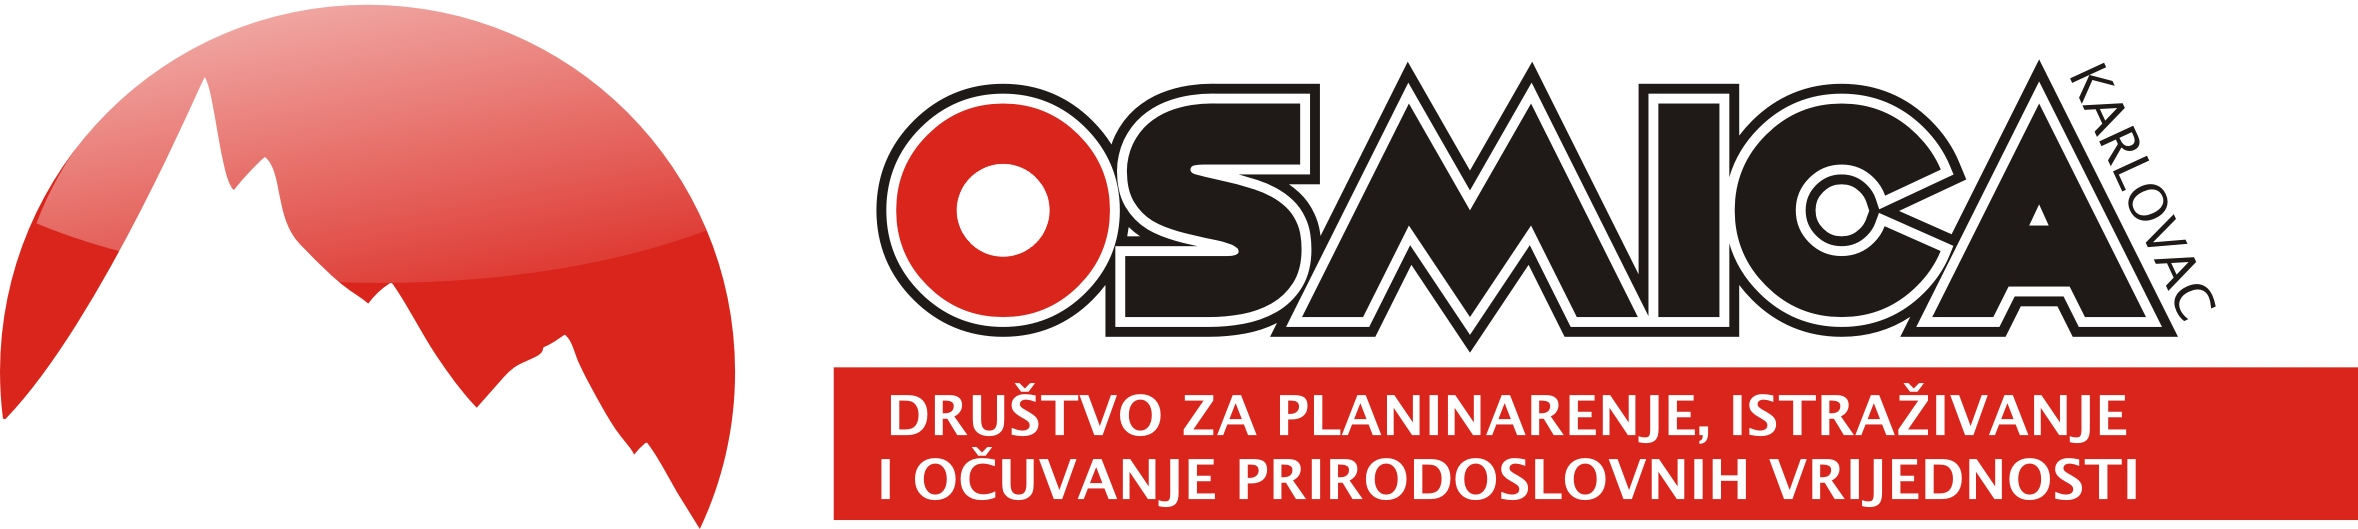 OSMICA
KARLOVAC
DRUŠTVO ZA PLANINARENJE, ISTRAŽIVANJE
I OČUVANJE PRIRODOSLOVNIH VRIJEDNOSTI